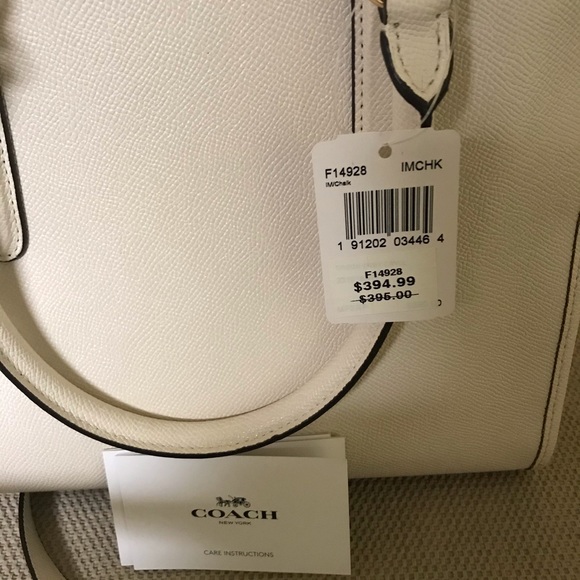 F14928 IMCHK
IM/Chalk
1 91202 03446 4
F14928
$394.99
$395.00
COACH
NEW YORK
CARE INSTRUCTIONS